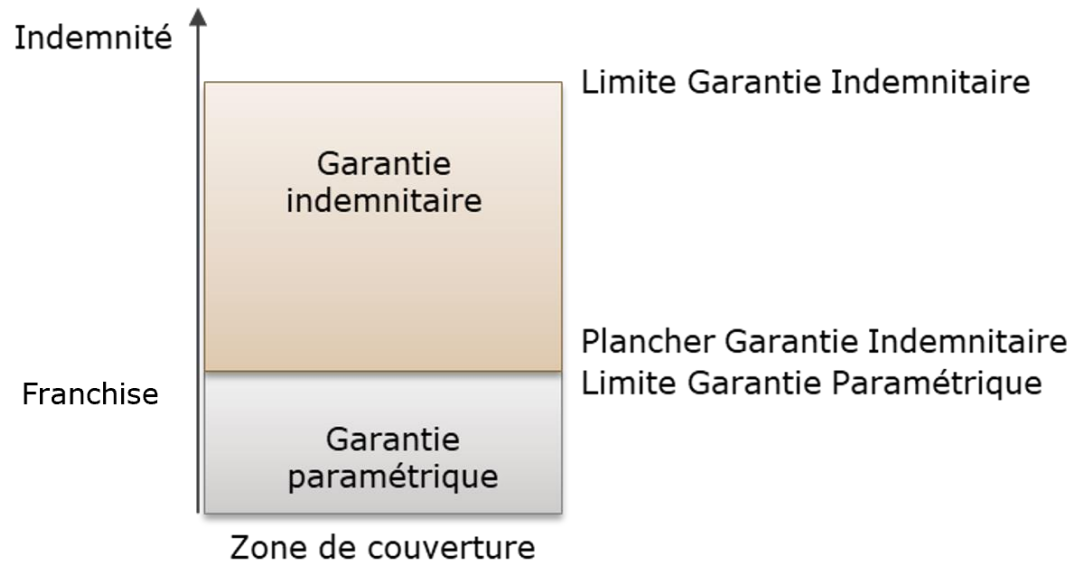 Indemnité
Limite Garantie Indemnitaire
Garantie
indemnitaire
Plancher Garantie Indemnitaire
Limite Garantie Paramétrique
Franchise
Garantie
paramétrique
Zone de couverture